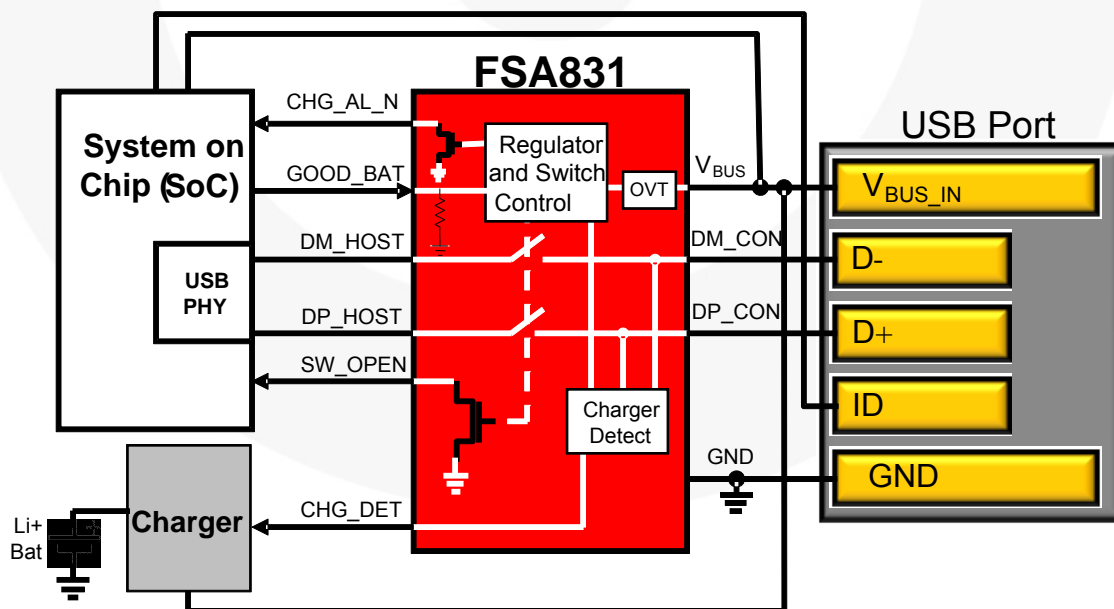 FSA831
USB Port
System on
Chip (SoC)
USB
PHY
CHG_AL_N
GOOD_BAT
DM_HOST
DP_HOST
SW_OPEN
CHG_DET
Regulator
and Switch
Control
OVT
Charger
Detect
VBUS
DM_CON
DP_CON
GND
VBUS_IN
D-
D+
ID
GND
Charger
Li+
Bat